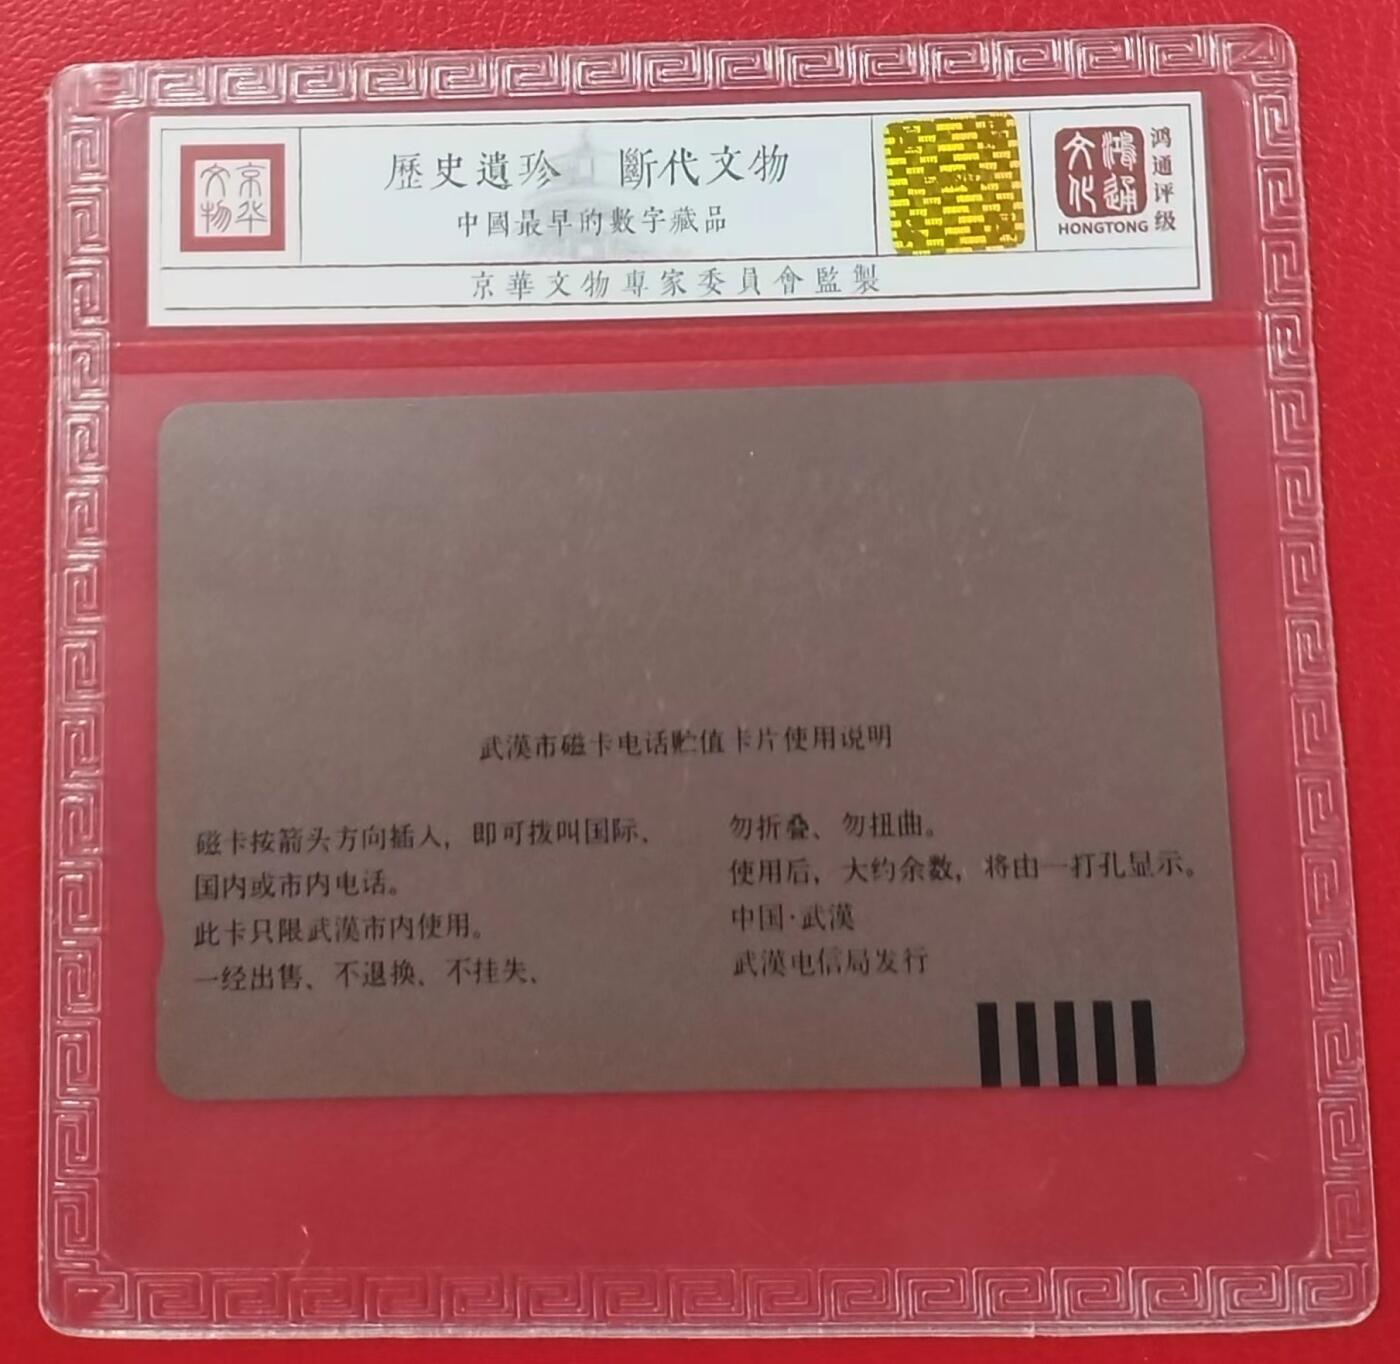 京华
文物
歷史遺珍 斷代文物
中國最早的數字藏品
京華文物專家委員會監製
鴻通
文化
HONGTONG
鸿通评级
武漢市磁卡电话贮值卡片使用说明
磁卡按箭头方向插入，即可拨叫国际、
国内或市内电话。
此卡只限武漢市内使用。
一经出售、不退换、不挂失、
勿折叠、勿扭曲。
使用后，大约余数，将由一打孔显示。
中国·武漢
武漢电信局发行